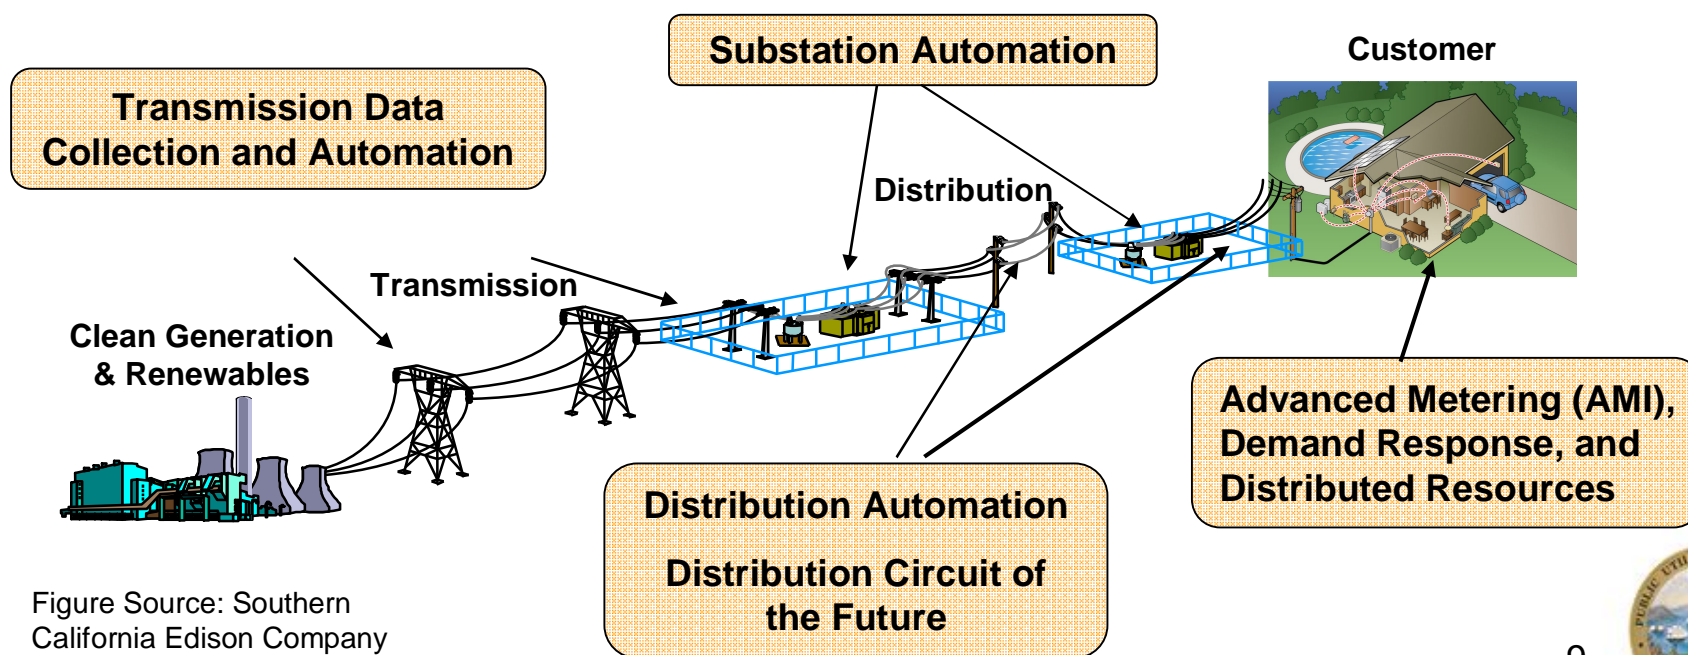 Substation Automation
Customer
Transmission Data
Collection and Automation
Distribution
Transmission
Clean Generation
& Renewables
Advanced Metering (AMI),
Demand Response, and
Distributed Resources
Distribution Automation
Distribution Circuit of
the Future
Figure Source: Southern
California Edison Company
PUBLIC